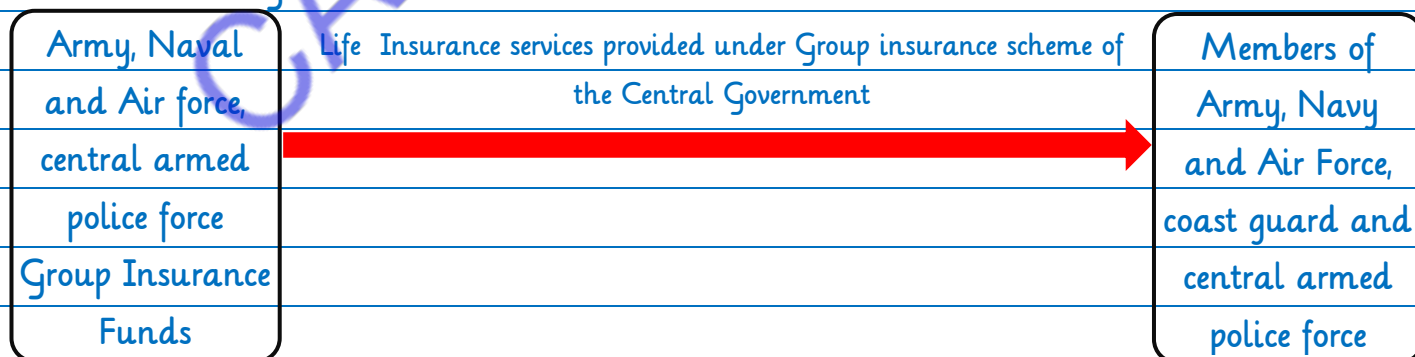 Army, Naval
and Air force,
central armed
police force
Group Insurance
Funds
Life Insurance services provided under Group insurance scheme of
the Central Government
Members of
Army, Navy
and Air Force,
coast guard and
central armed
police force